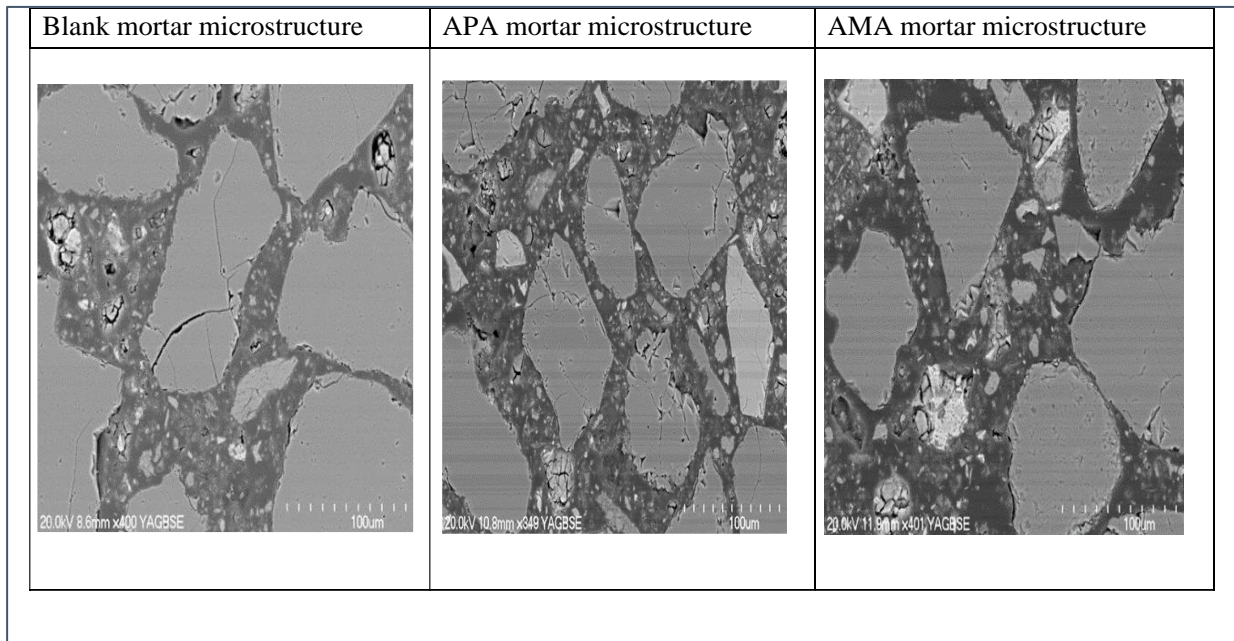 Blank mortar microstructure
APA mortar microstructure
AMA mortar microstructure
20.0kV 8.6mm x400 YAGBSE 100um
20.0kV 10.8mm x349 YAGBSE 100um
20.0kV 11.9mm x401 YAGBSE 100um